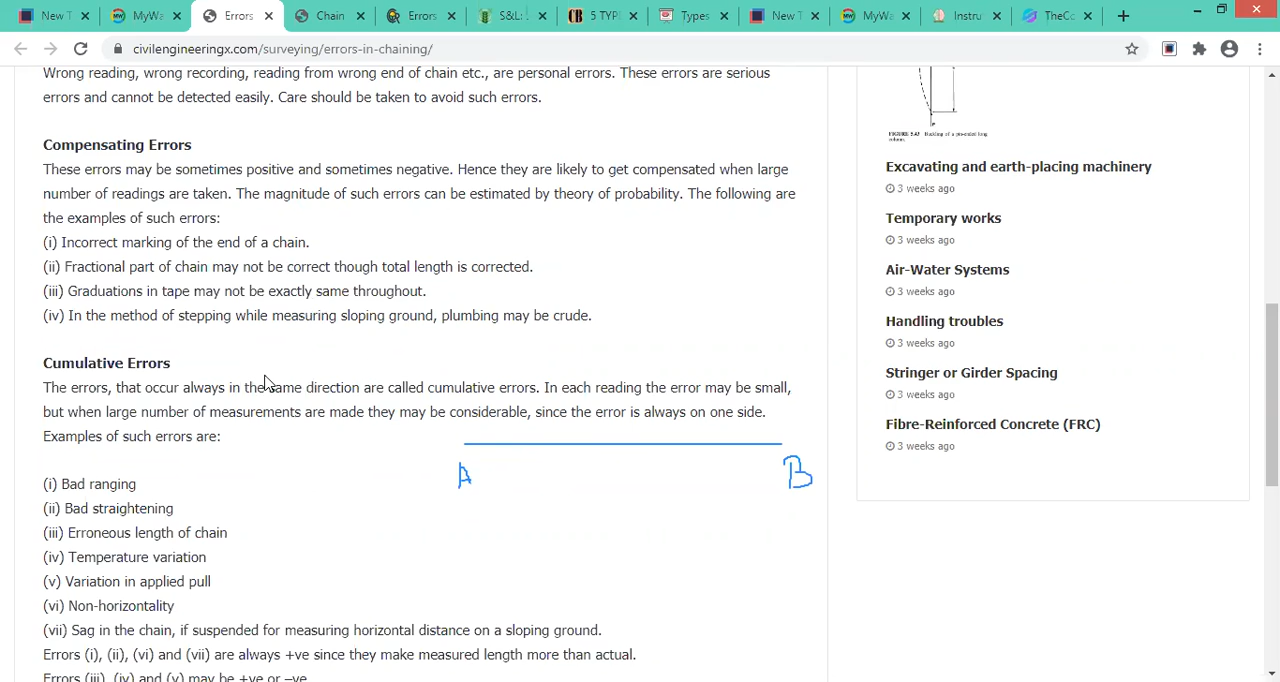 New T
MyWa
Errors
Chain
Errors
S&L:
5 TYP
Types
New T
MyWa
Instru
TheCc
civilengineeringx.com/surveying/errors-in-chaining/
Wrong reading, wrong recording, reading from wrong end of chain etc., are personal errors. These errors are serious
errors and cannot be detected easily. Care should be taken to avoid such errors.
Compensating Errors
These errors may be sometimes positive and sometimes negative. Hence they are likely to get compensated when large
number of readings are taken. The magnitude of such errors can be estimated by theory of probability. The following are
the examples of such errors:
(i) Incorrect marking of the end of a chain.
(ii) Fractional part of chain may not be correct though total length is corrected.
(iii) Graduations in tape may not be exactly same throughout.
(iv) In the method of stepping while measuring sloping ground, plumbing may be crude.
Cumulative Errors
The errors, that occur always in the same direction are called cumulative errors. In each reading the error may be small,
but when large number of measurements are made they may be considerable, since the error is always on one side.
Examples of such errors are:
A B
(i) Bad ranging
(ii) Bad straightening
(iii) Erroneous length of chain
(iv) Temperature variation
(v) Variation in applied pull
(vi) Non-horizontality
(vii) Sag in the chain, if suspended for measuring horizontal distance on a sloping ground.
Errors (i), (ii), (vi) and (vii) are always +ve since they make measured length more than actual.
Errors (iii), (iv) and (v) may be +ve or –ve
Excavating and earth-placing machinery
3 weeks ago
Temporary works
3 weeks ago
Air-Water Systems
3 weeks ago
Handling troubles
3 weeks ago
Stringer or Girder Spacing
3 weeks ago
Fibre-Reinforced Concrete (FRC)
3 weeks ago